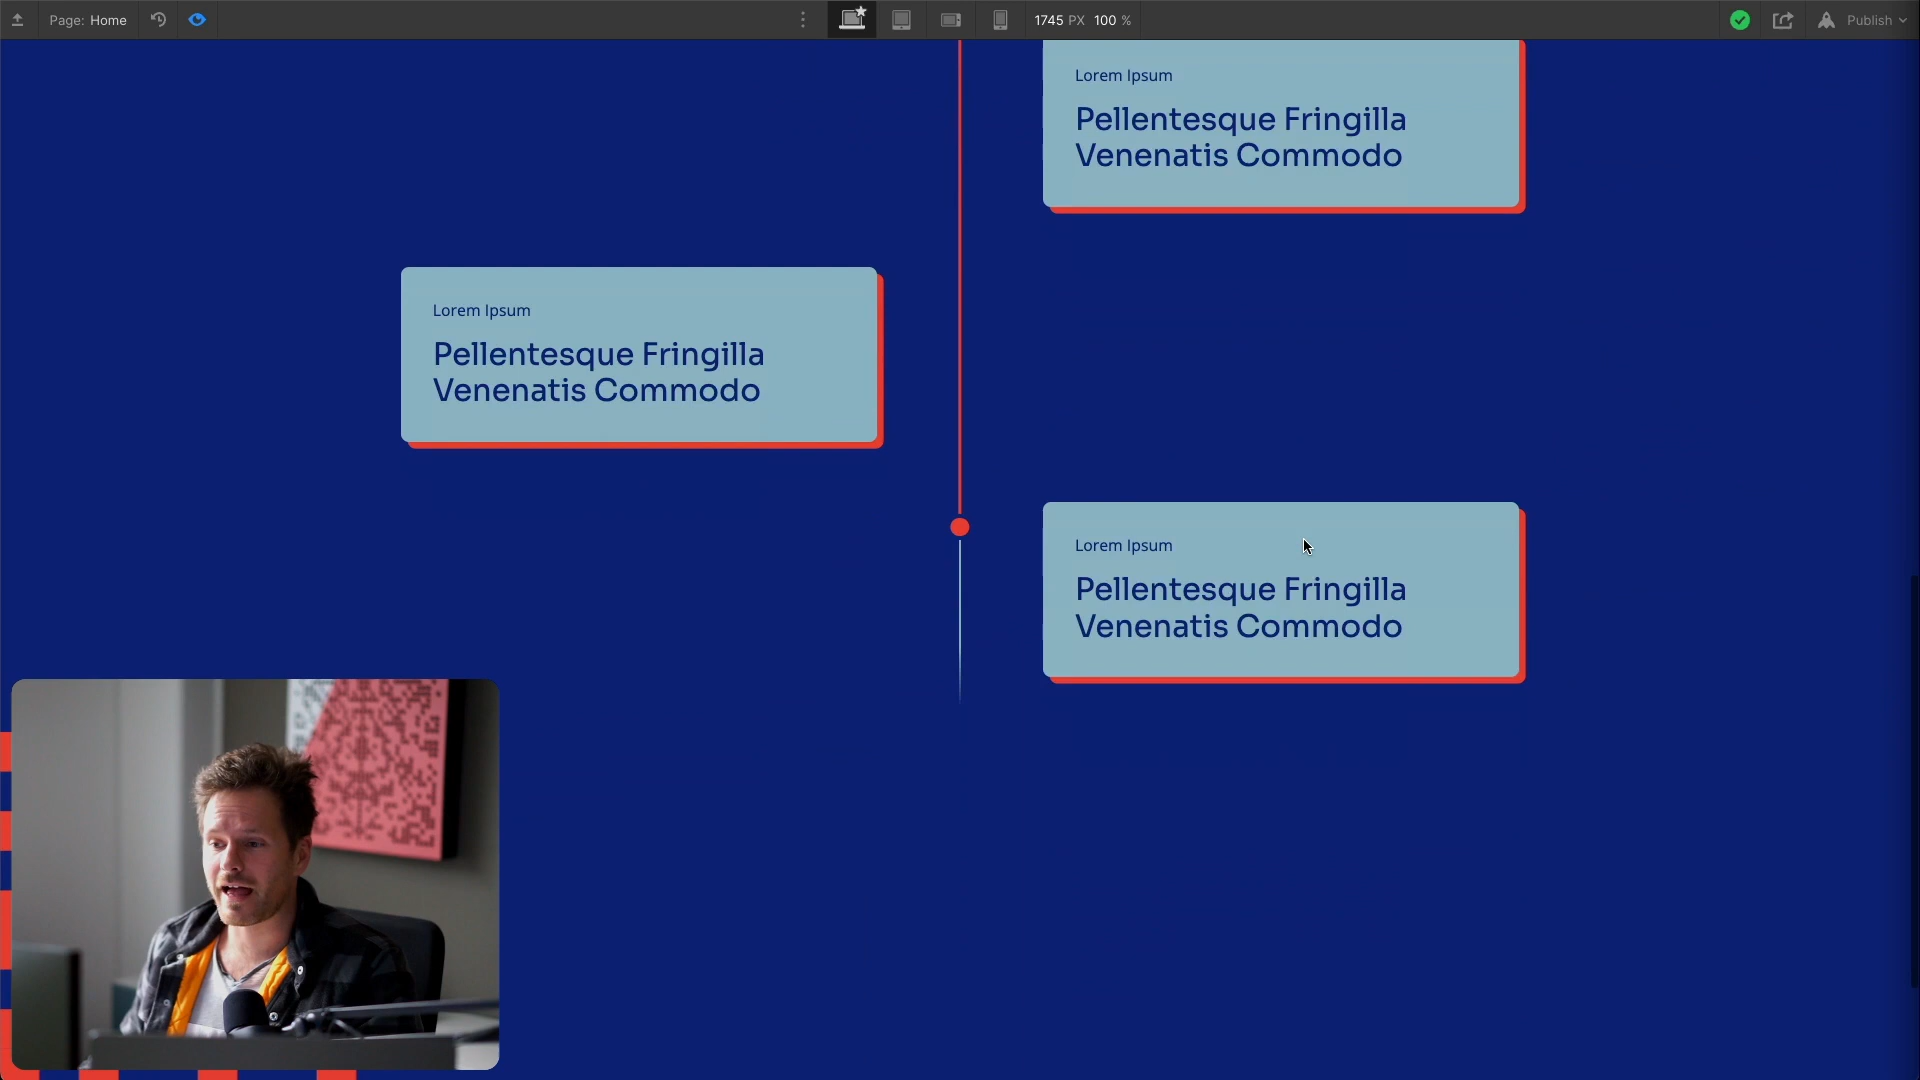 Page: Home
1745 PX 100 %
Publish
Lorem Ipsum
Pellentesque Fringilla
Venenatis Commodo
Lorem Ipsum
Pellentesque Fringilla
Venenatis Commodo
Lorem Ipsum
Pellentesque Fringilla
Venenatis Commodo